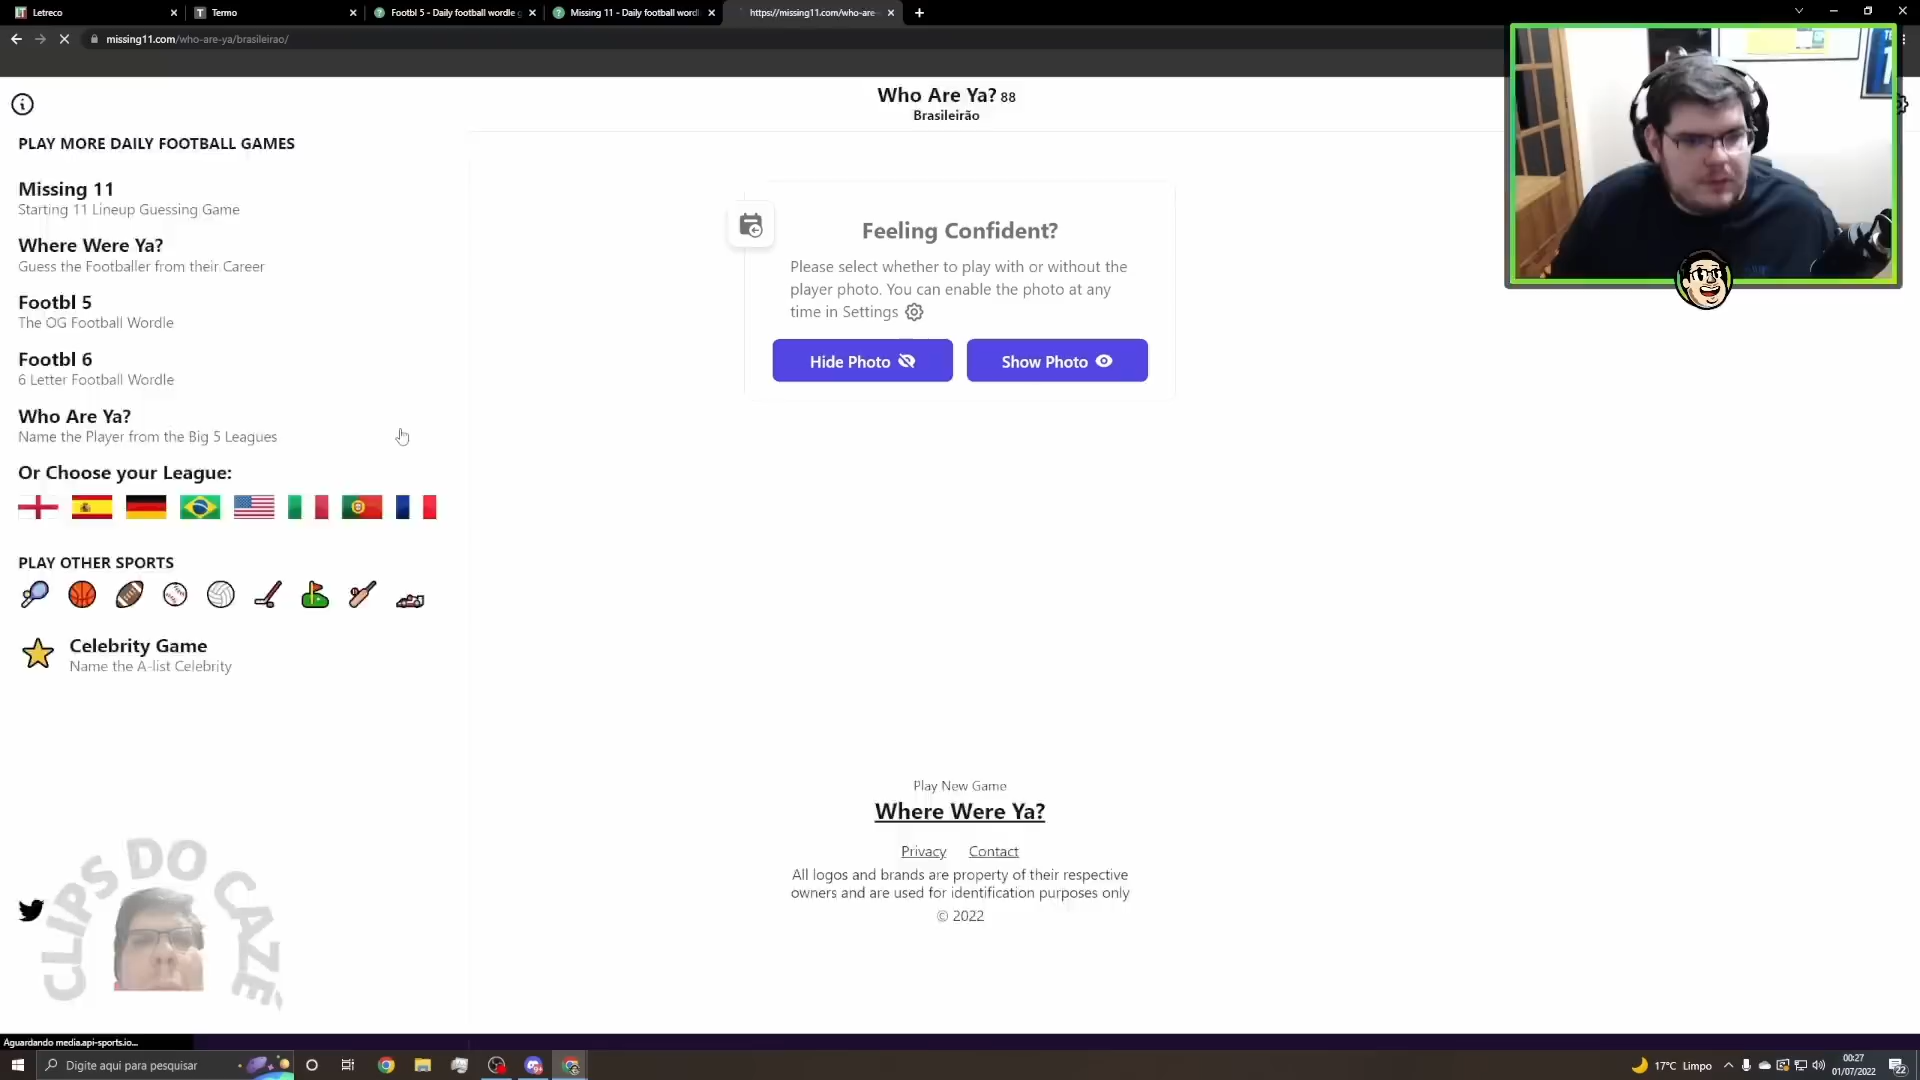 Letreco
Termo
Footbl 5 - Daily football wordle g
Missing 11 - Daily football wordl
https://missing11.com/who-are-
missing11.com/who-are-ya/brasileirao/
Who Are Ya? 88
Brasileirão
PLAY MORE DAILY FOOTBALL GAMES
Missing 11
Starting 11 Lineup Guessing Game
Where Were Ya?
Guess the Footballer from their Career
Footbl 5
The OG Football Wordle
Footbl 6
6 Letter Football Wordle
Who Are Ya?
Name the Player from the Big 5 Leagues
Or Choose your League:
PLAY OTHER SPORTS
Celebrity Game
Name the A-list Celebrity
Feeling Confident?
Please select whether to play with or without the
player photo. You can enable the photo at any
time in Settings
Hide Photo
Show Photo
Play New Game
Where Were Ya?
Privacy Contact
All logos and brands are property of their respective
owners and are used for identification purposes only
© 2022
CLIPS DO CAZÉ
Aguardando media.api-sports.io...
Digite aqui para pesquisar
17°C Limpo
00:27
01/07/2022
22